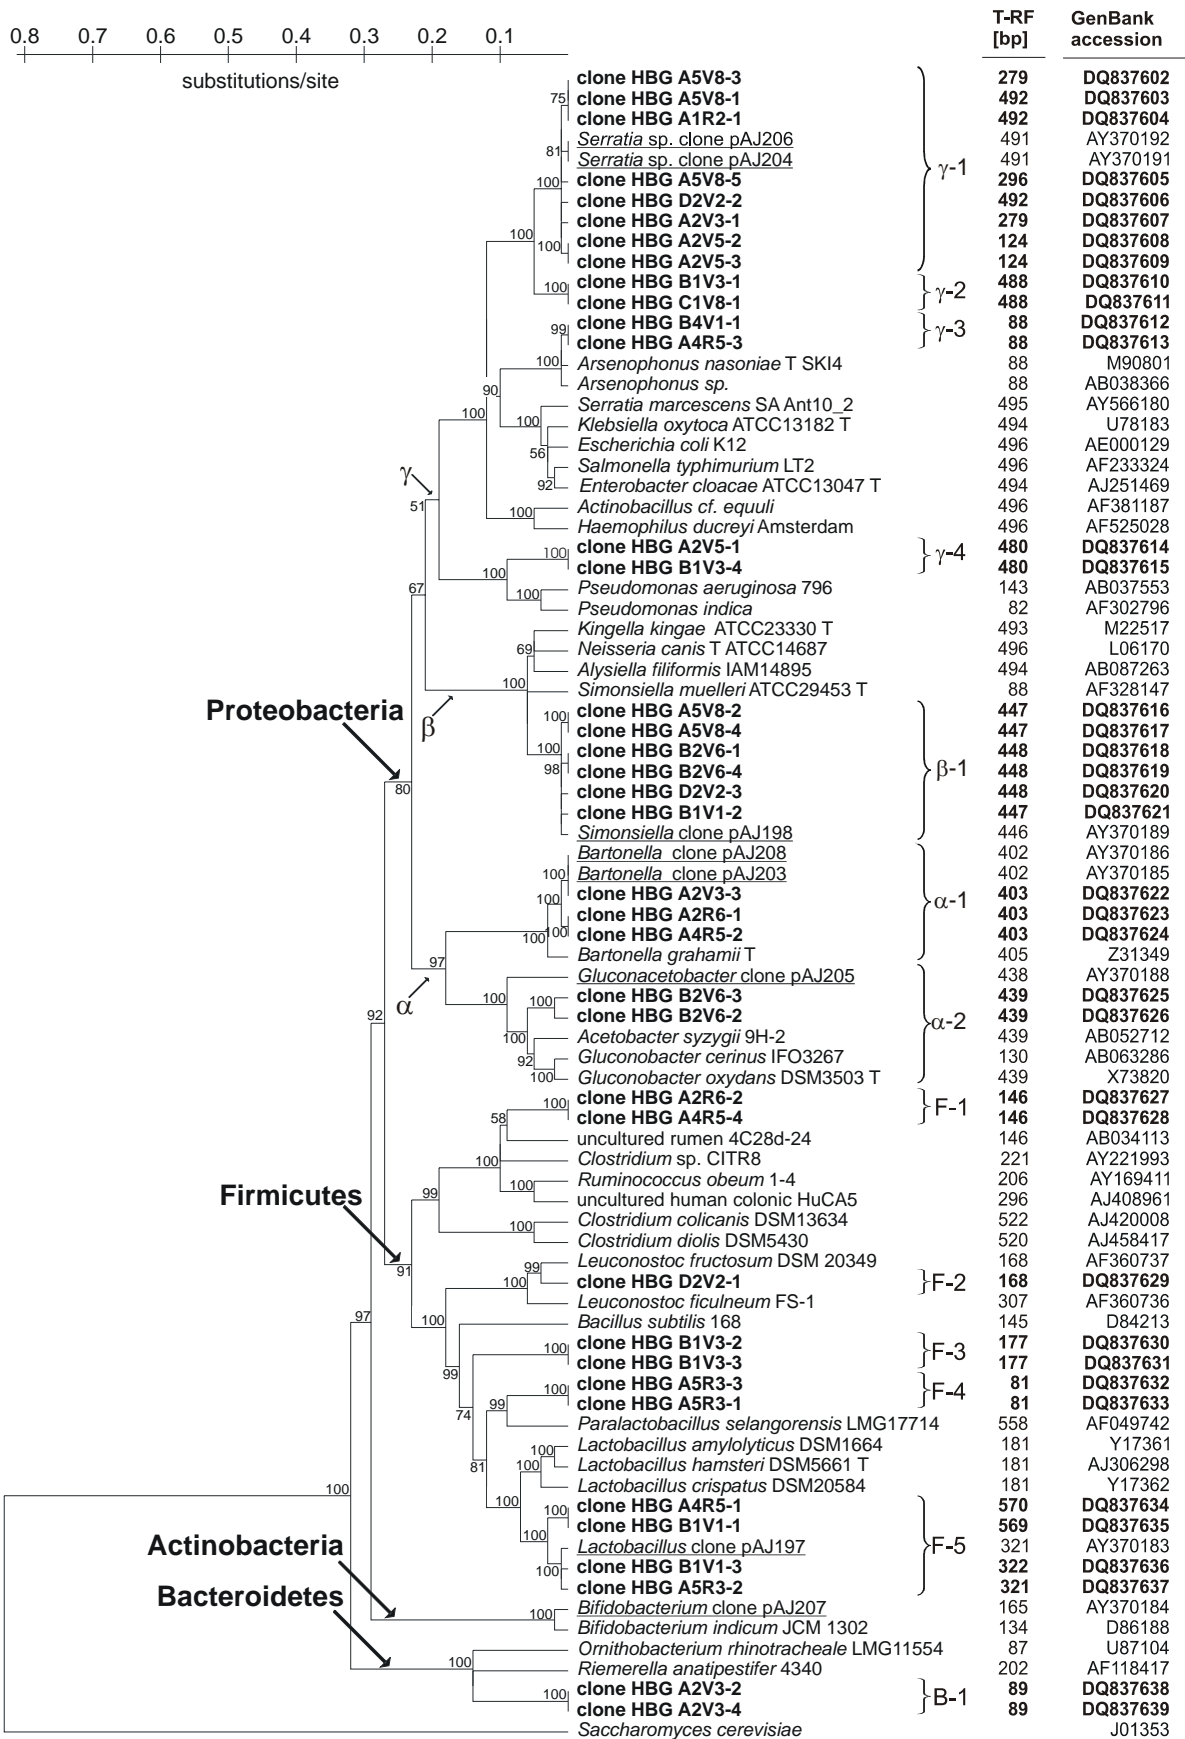 T-RF GenBank
0.8 0.7 0.6 0.5 0.4 0.3 0.2 0.1 [bp] accession
substitutions/site
clone HBG A5V8-3 279 DQ837602
75 clone HBG A5V8-1 492 DQ837603
clone HBG A1R2-1 492 DQ837604
Serratia sp. clone pAJ206 491 AY370192
81 Serratia sp. clone pAJ204 491 AY370191
γ-1
100 clone HBG A5V8-5 296 DQ837605
clone HBG D2V2-2 492 DQ837606
clone HBG A2V3-1 279 DQ837607
100 100 clone HBG A2V5-2 124 DQ837608
clone HBG A2V5-3 124 DQ837609
100 clone HBG B1V3-1 488 DQ837610
γ-2
clone HBG C1V8-1 488 DQ837611
99 clone HBG B4V1-1 88 DQ837612
γ-3
clone HBG A4R5-3 88 DQ837613
100 Arsenophonus nasoniae T SKI4 88 M90801
Arsenophonus sp. 88 AB038366
90
Serratia marcescens SA Ant10_2 495 AY566180
100 100 Klebsiella oxytoca ATCC13182 T 494 U78183
56 Escherichia coli K12 496 AE000129
Salmonella typhimurium LT2 496 AF233324
γ
92 Enterobacter cloacae ATCC13047 T 494 AJ251469
51 100 Actinobacillus cf. equuli 496 AF381187
Haemophilus ducreyi Amsterdam 496 AF525028
100 clone HBG A2V5-1 γ-4 480 DQ837614
100 clone HBG B1V3-4 480 DQ837615
67 100 Pseudomonas aeruginosa 796 143 AB037553
Pseudomonas indica 82 AF302796
Kingella kingae ATCC23330 T 493 M22517
69 Neisseria canis T ATCC14687 496 L06170
Alysiella filiformis IAM14895 494 AB087263
100 Simonsiella muelleri ATCC29453 T 88 AF328147
Proteobacteria
β
100 clone HBG A5V8-2 447 DQ837616
clone HBG A5V8-4 447 DQ837617
100 clone HBG B2V6-1 448 DQ837618
98 clone HBG B2V6-4 β-1 448 DQ837619
80 clone HBG D2V2-3 448 DQ837620
clone HBG B1V1-2 447 DQ837621
Simonsiella clone pAJ198 446 AY370189
Bartonella clone pAJ208 402 AY370186
100 Bartonella clone pAJ203 402 AY370185
100 clone HBG A2V3-3 α-1 403 DQ837622
clone HBG A2R6-1 403 DQ837623
100 100 clone HBG A4R5-2 403 DQ837624
Bartonella grahamii T 405 Z31349
97
α
Gluconacetobacter clone pAJ205 438 AY370188
100 100 clone HBG B2V6-3 439 DQ837625
92 clone HBG B2V6-2 α-2 439 DQ837626
100 Acetobacter syzygii 9H-2 439 AB052712
92 Gluconobacter cerinus IFO3267 130 AB063286
100 Gluconobacter oxydans DSM3503 T 439 X73820
100 clone HBG A2R6-2 146 DQ837627
F-1
58 clone HBG A4R5-4 146 DQ837628
uncultured rumen 4C28d-24 146 AB034113
100 Clostridium sp. CITR8 221 AY221993
Firmicutes
99 100 Ruminococcus obeum 1-4 206 AY169411
uncultured human colonic HuCA5 296 AJ408961
100 Clostridium colicanis DSM13634 522 AJ420008
Clostridium diolis DSM5430 520 AJ458417
91 99 Leuconostoc fructosum DSM 20349 168 AF360737
100 clone HBG D2V2-1 F-2 168 DQ837629
Leuconostoc ficulneum FS-1 307 AF360736
97 100 Bacillus subtilis 168 145 D84213
100 clone HBG B1V3-2 177 DQ837630
F-3
99 clone HBG B1V3-3 177 DQ837631
100 clone HBG A5R3-3 81 DQ837632
F-4
74 99 clone HBG A5R3-1 81 DQ837633
Paralactobacillus selangorensis LMG17714 558 AF049742
100 Lactobacillus amylolyticus DSM1664 181 Y17361
81 100 Lactobacillus hamsteri DSM5661 T 181 AJ306298
Lactobacillus crispatus DSM20584 181 Y17362
100 100 100 clone HBG A4R5-1 570 DQ837634
clone HBG B1V1-1 569 DQ837635
Actinobacteria
100 Lactobacillus clone pAJ197 F-5 321 AY370183
100 clone HBG B1V1-3 322 DQ837636
clone HBG A5R3-2 321 DQ837637
Bacteroidetes
100 Bifidobacterium clone pAJ207 165 AY370184
Bifidobacterium indicum JCM 1302 134 D86188
Ornithobacterium rhinotracheale LMG11554 87 U87104
100 Riemerella anatipestifer 4340 202 AF118417
100 clone HBG A2V3-2 89 DQ837638
B-1
clone HBG A2V3-4 89 DQ837639
Saccharomyces cerevisiae J01353